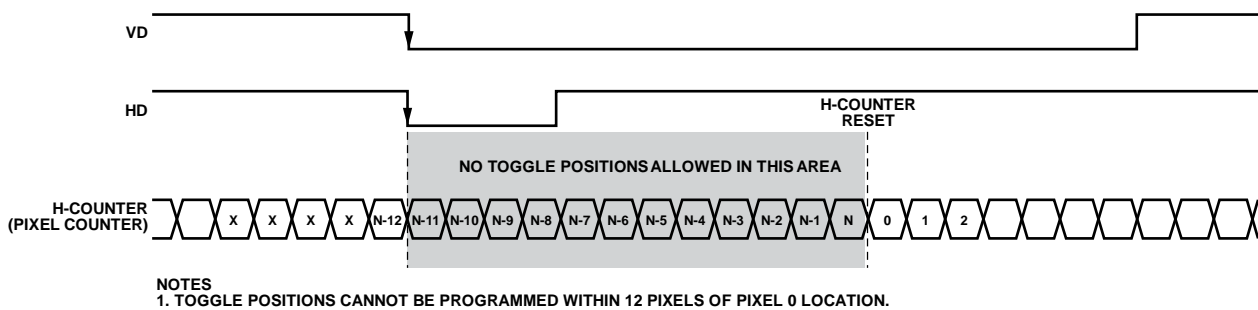 VD
HD
H-COUNTER
RESET
NO TOGGLE POSITIONS ALLOWED IN THIS AREA
H-COUNTER
(PIXEL COUNTER)
X X X X N-12 N-11 N-10 N-9 N-8 N-7 N-6 N-5 N-4 N-3 N-2 N-1 N 0 1 2
NOTES
1. TOGGLE POSITIONS CANNOT BE PROGRAMMED WITHIN 12 PIXELS OF PIXEL 0 LOCATION.